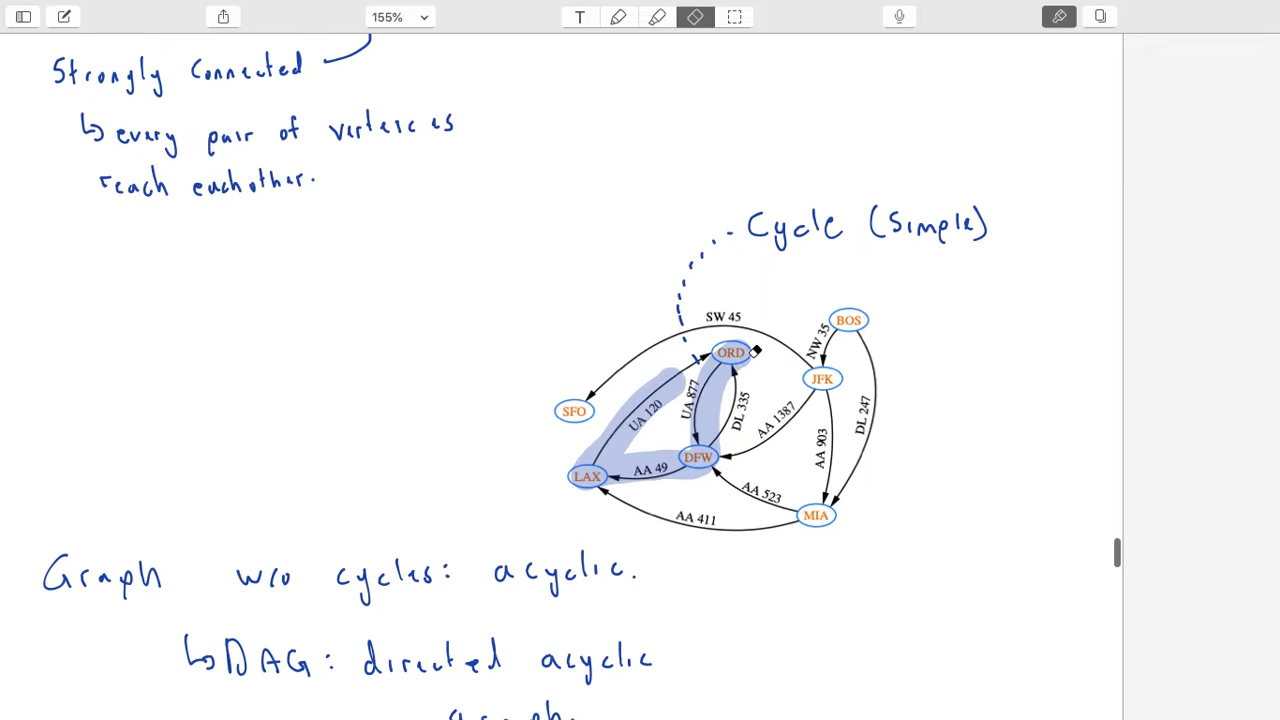 155%
T
Strongly Connected
↳ every pair of verteces
reach eachother.
Cycle (Simple)
SW 45
BOS
NW 35
ORD
JFK
SFO
UA 120
UA 877
DL 335
AA 1387
DL 247
AA 903
DFW
LAX
AA 49
AA 523
AA 411
MIA
Graph w/o cycles: acyclic.
↳ DAG: directed acyclic
graph